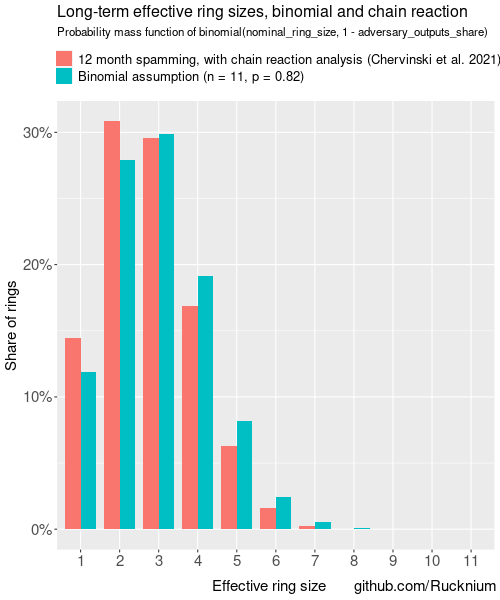 Long-term effective ring sizes, binomial and chain reaction
Probability mass function of binomial(nominal_ring_size, 1 - adversary_outputs_share)
12 month spamming, with chain reaction analysis (Chervinski et al. 2021)
Binomial assumption (n = 11, p = 0.82)
Share of rings
30%
20%
10%
0%
1 2 3 4 5 6 7 8 9 10 11
Effective ring size github.com/Rucknium